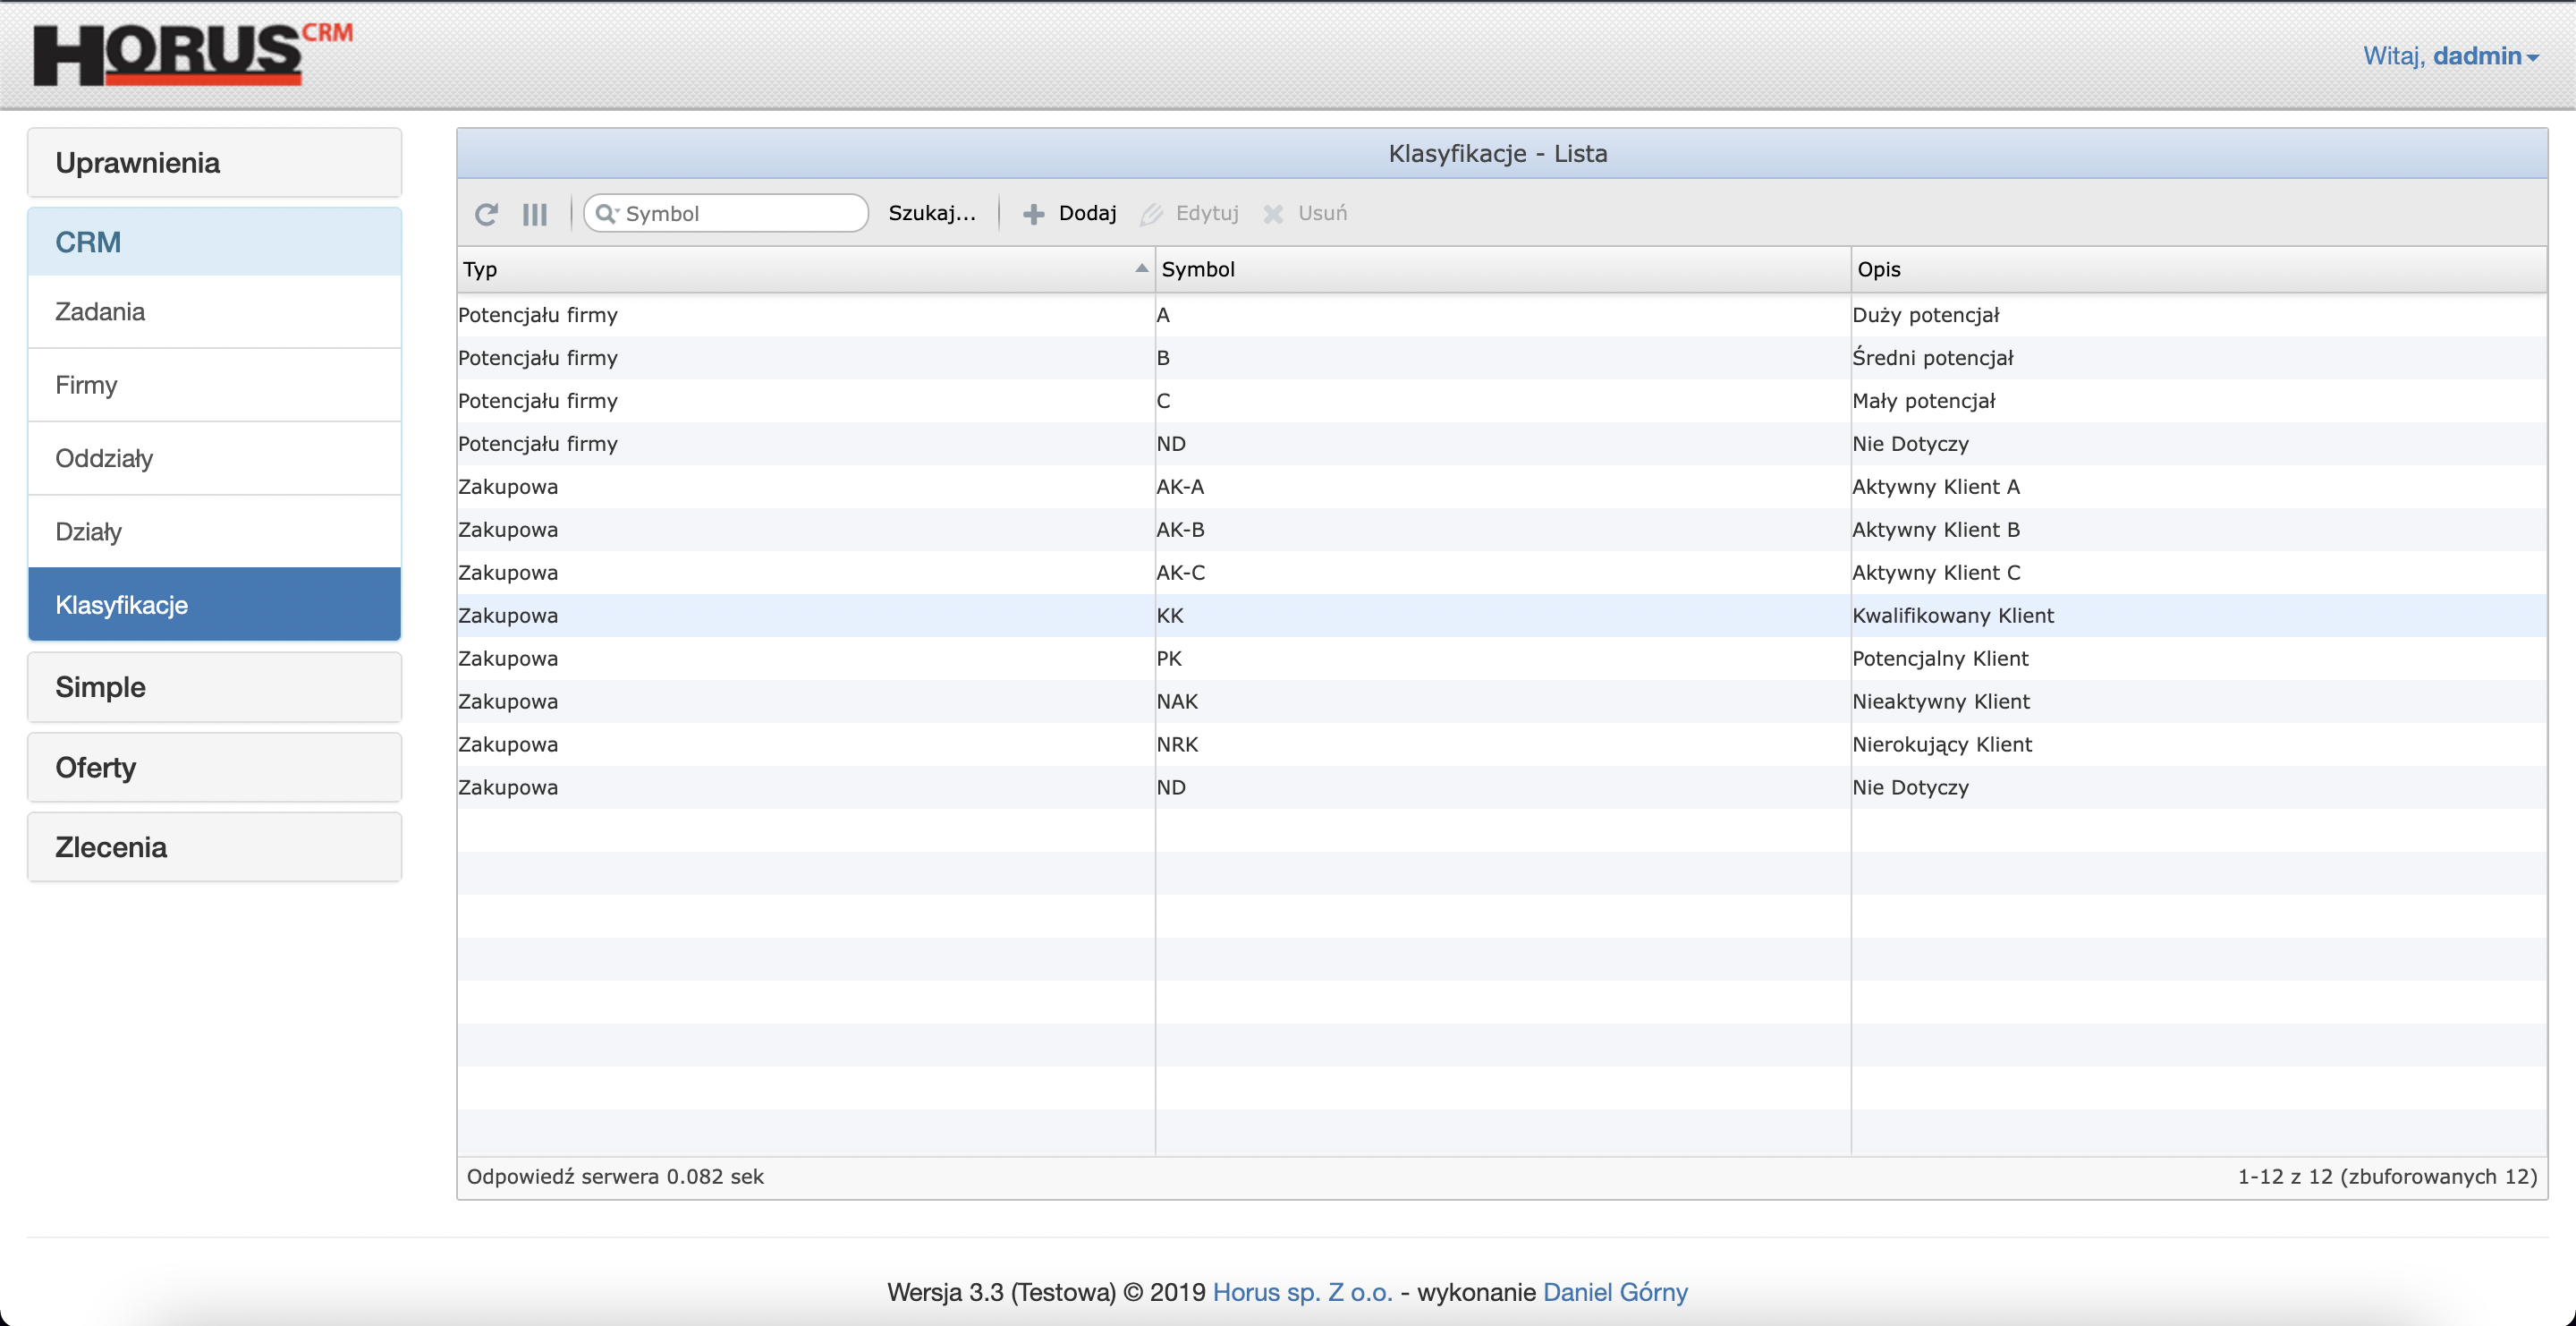 HORUS CRM
Witaj, dadmin
Uprawnienia
CRM
Zadania
Firmy
Oddziały
Działy
Klasyfikacje
Simple
Oferty
Zlecenia
Klasyfikacje - Lista
Symbol Szukaj... Dodaj Edytuj Usuń
Typ Symbol Opis
Potencjału firmy A Duży potencjał
Potencjału firmy B Średni potencjał
Potencjału firmy C Mały potencjał
Potencjału firmy ND Nie Dotyczy
Zakupowa AK-A Aktywny Klient A
Zakupowa AK-B Aktywny Klient B
Zakupowa AK-C Aktywny Klient C
Zakupowa KK Kwalifikowany Klient
Zakupowa PK Potencjalny Klient
Zakupowa NAK Nieaktywny Klient
Zakupowa NRK Nierokujący Klient
Zakupowa ND Nie Dotyczy
Odpowiedź serwera 0.082 sek 1-12 z 12 (zbuforowanych 12)
Wersja 3.3 (Testowa) © 2019 Horus sp. Z o.o. - wykonanie Daniel Górny